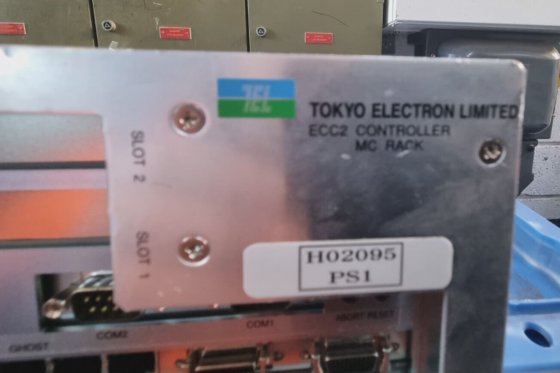 TEL
TOKYO ELECTRON LIMITED
ECC2 CONTROLLER
MC RACK
SLOT 2
SLOT 1
H02095
PS1
COM2
COM1
ABORT RESET
GHOST